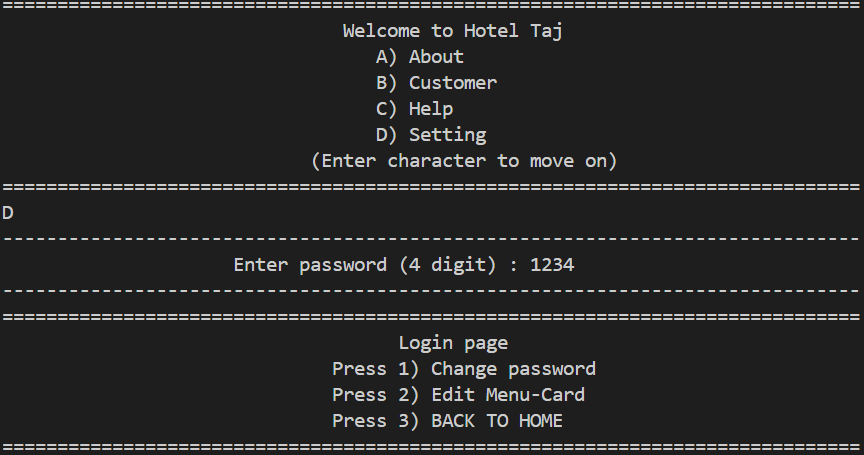 ==============================================================================
Welcome to Hotel Taj
A) About
B) Customer
C) Help
D) Setting
(Enter character to move on)
==============================================================================
D
------------------------------------------------------------------------------
Enter password (4 digit) : 1234
------------------------------------------------------------------------------
==============================================================================
Login page
Press 1) Change password
Press 2) Edit Menu-Card
Press 3) BACK TO HOME
==============================================================================